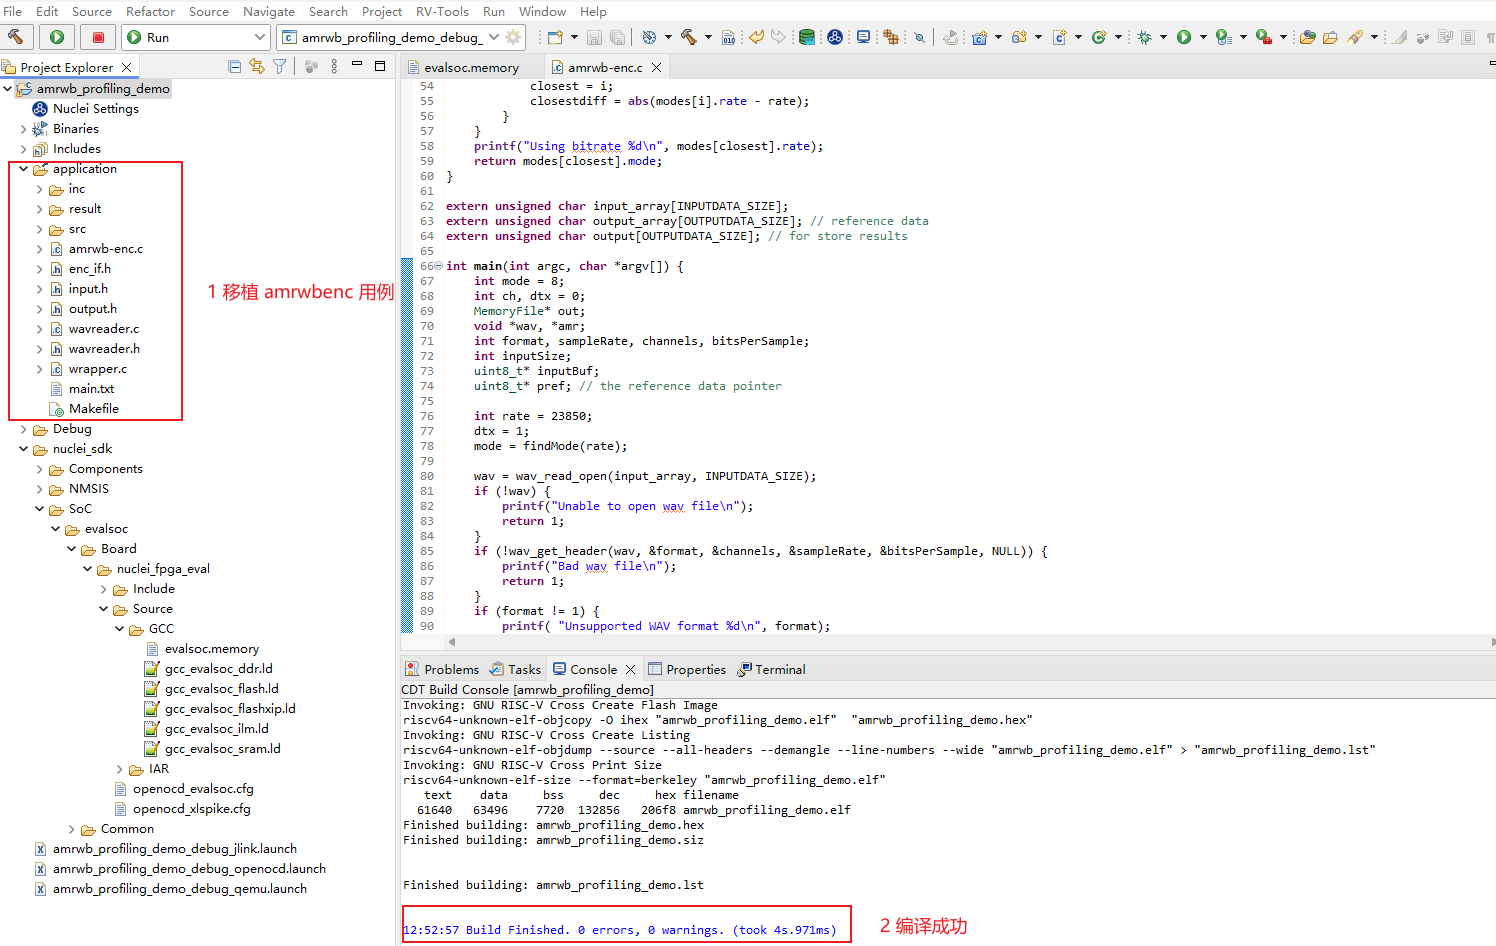 File Edit Source Refactor Source Navigate Search Project RV-Tools Run Window Help
Run
amrwb_profiling_demo_debug_
Project Explorer
amrwb_profiling_demo
Nuclei Settings
Binaries
Includes
application
inc
result
src
amrwb-enc.c
enc_if.h
input.h
output.h
wavreader.c
wavreader.h
wrapper.c
main.txt
Makefile
Debug
nuclei_sdk
Components
NMSIS
SoC
evalsoc
Board
nuclei_fpga_eval
Include
Source
GCC
evalsoc.memory
gcc_evalsoc_ddr.ld
gcc_evalsoc_flash.ld
gcc_evalsoc_flashxip.ld
gcc_evalsoc_ilm.ld
gcc_evalsoc_sram.ld
IAR
openocd_evalsoc.cfg
openocd_xlspike.cfg
Common
amrwb_profiling_demo_debug_jlink.launch
amrwb_profiling_demo_debug_openocd.launch
amrwb_profiling_demo_debug_qemu.launch
1 移植 amrwbenc 用例
evalsoc.memory
amrwb-enc.c
54 closest = i;
55 closestdiff = abs(modes[i].rate - rate);
56 }
57 }
58 printf("Using bitrate %d\n", modes[closest].rate);
59 return modes[closest].mode;
60 }
61
62 extern unsigned char input_array[INPUTDATA_SIZE];
63 extern unsigned char output_array[OUTPUTDATA_SIZE]; // reference data
64 extern unsigned char output[OUTPUTDATA_SIZE]; // for store results
65
66 int main(int argc, char *argv[]) {
67 int mode = 8;
68 int ch, dtx = 0;
69 MemoryFile* out;
70 void *wav, *amr;
71 int format, sampleRate, channels, bitsPerSample;
72 int inputSize;
73 uint8_t* inputBuf;
74 uint8_t* pref; // the reference data pointer
75
76 int rate = 23850;
77 dtx = 1;
78 mode = findMode(rate);
79
80 wav = wav_read_open(input_array, INPUTDATA_SIZE);
81 if (!wav) {
82 printf("Unable to open wav file\n");
83 return 1;
84 }
85 if (!wav_get_header(wav, &format, &channels, &sampleRate, &bitsPerSample, NULL)) {
86 printf("Bad wav file\n");
87 return 1;
88 }
89 if (format != 1) {
90 printf( "Unsupported WAV format %d\n", format);
Problems Tasks Console Properties Terminal
CDT Build Console [amrwb_profiling_demo]
Invoking: GNU RISC-V Cross Create Flash Image
riscv64-unknown-elf-objcopy -O ihex "amrwb_profiling_demo.elf" "amrwb_profiling_demo.hex"
Invoking: GNU RISC-V Cross Create Listing
riscv64-unknown-elf-objdump --source --all-headers --demangle --line-numbers --wide "amrwb_profiling_demo.elf" > "amrwb_profiling_demo.lst"
Invoking: GNU RISC-V Cross Print Size
riscv64-unknown-elf-size --format=berkeley "amrwb_profiling_demo.elf"
text data bss dec hex filename
61640 63496 7720 132856 206f8 amrwb_profiling_demo.elf
Finished building: amrwb_profiling_demo.hex
Finished building: amrwb_profiling_demo.siz
Finished building: amrwb_profiling_demo.lst
12:52:57 Build Finished. 0 errors, 0 warnings. (took 4s.971ms)
2 编译成功